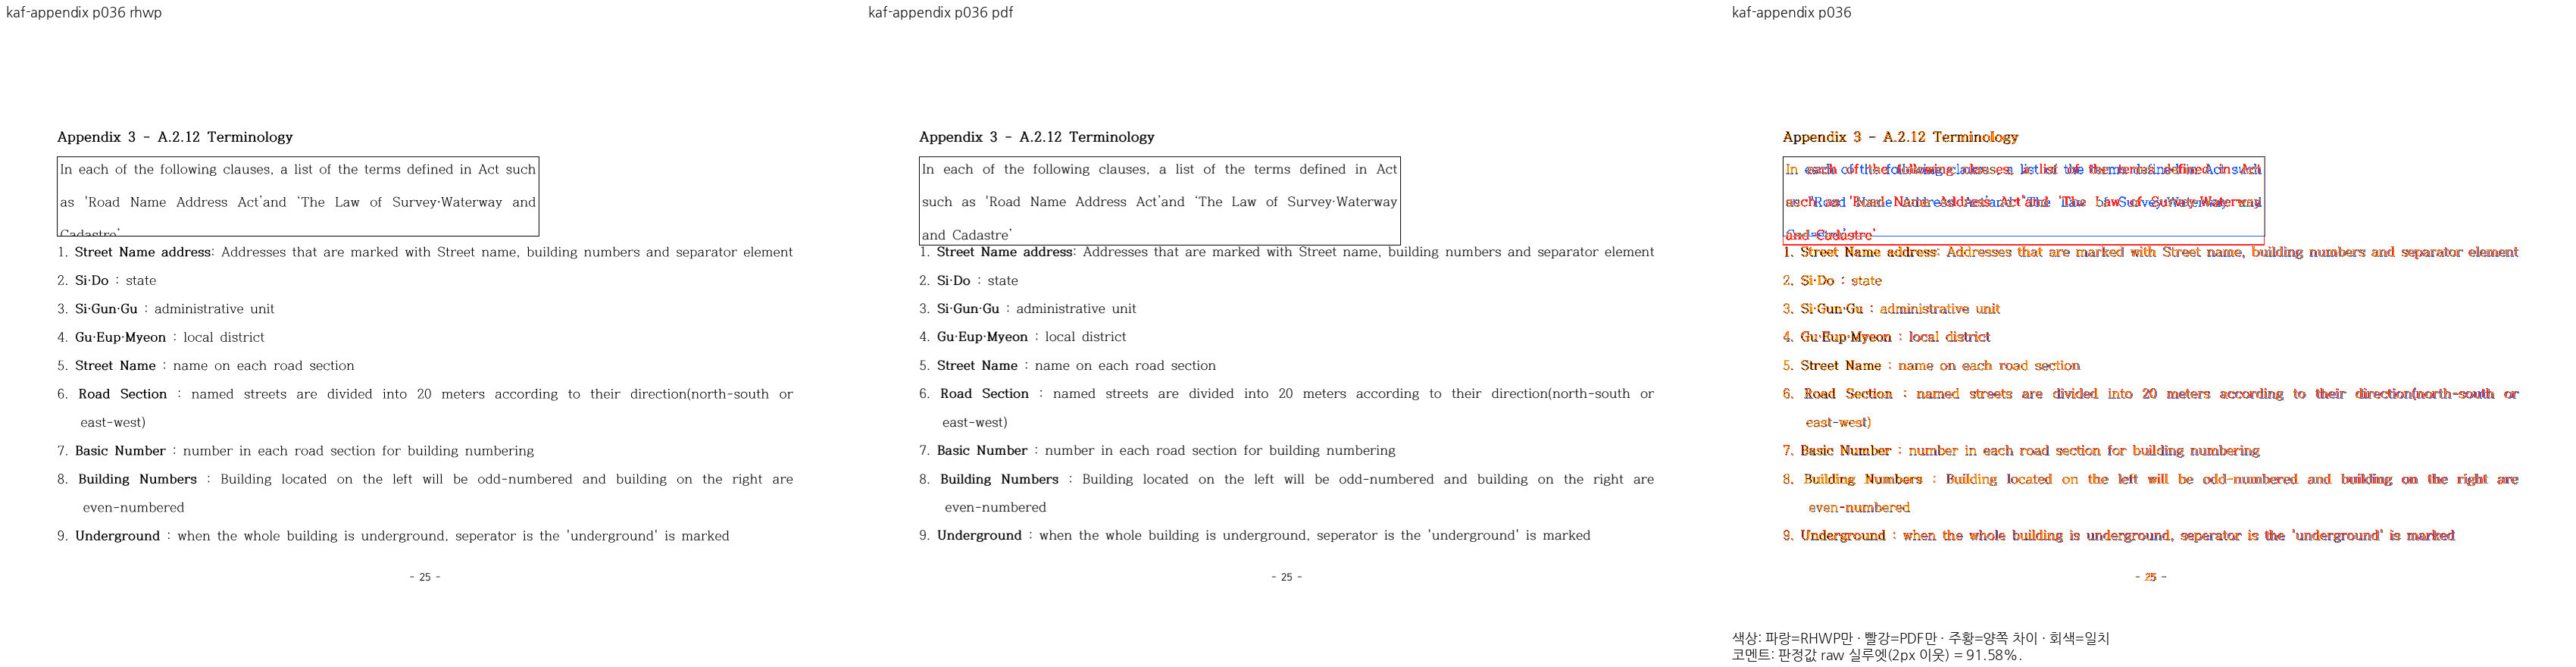 kaf-appendix p036 rhwp
Appendix 3 - A.2.12 Terminology
In each of the following clauses, a list of the terms defined in Act such
as 'Road Name Address Act'and 'The Law of Survey·Waterway and
Cadastre'
1. Street Name address: Addresses that are marked with Street name, building numbers and separator element
2. Si·Do : state
3. Si·Gun·Gu : administrative unit
4. Gu·Eup·Myeon : local district
5. Street Name : name on each road section
6. Road Section : named streets are divided into 20 meters according to their direction(north-south or
east-west)
7. Basic Number : number in each road section for building numbering
8. Building Numbers : Building located on the left will be odd-numbered and building on the right are
even-numbered
9. Underground : when the whole building is underground, seperator is the 'underground' is marked
- 25 -
kaf-appendix p036 pdf
Appendix 3 - A.2.12 Terminology
In each of the following clauses, a list of the terms defined in Act
such as 'Road Name Address Act'and 'The Law of Survey·Waterway
and Cadastre'
1. Street Name address: Addresses that are marked with Street name, building numbers and separator element
2. Si·Do : state
3. Si·Gun·Gu : administrative unit
4. Gu·Eup·Myeon : local district
5. Street Name : name on each road section
6. Road Section : named streets are divided into 20 meters according to their direction(north-south or
east-west)
7. Basic Number : number in each road section for building numbering
8. Building Numbers : Building located on the left will be odd-numbered and building on the right are
even-numbered
9. Underground : when the whole building is underground, seperator is the 'underground' is marked
- 25 -
kaf-appendix p036
Appendix 3 - A.2.12 Terminology
In
and Cadastre'
1. Street Name address: Addresses that are marked with Street name, building numbers and separator element
2. Si·Do : state
3. Si·Gun·Gu : administrative unit
4. Gu·Eup·Myeon : local district
5. Street Name : name on each road section
6. Road Section : named streets are divided into 20 meters according to their direction(north-south or
east-west)
7. Basic Number : number in each road section for building numbering
8. Building Numbers : Building located on the left will be odd-numbered and building on the right are
even-numbered
9. Underground : when the whole building is underground, seperator is the 'underground' is marked
- 25 -
색상: 파랑=RHWP만 · 빨강=PDF만 · 주황=양쪽 차이 · 회색=일치
코멘트: 판정값 raw 실루엣(2px 이웃) = 91.58%.